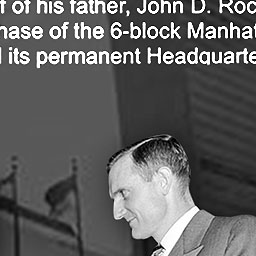 f of his father, John D. Roc
hase of the 6-block Manhat
its permanent Headquarte